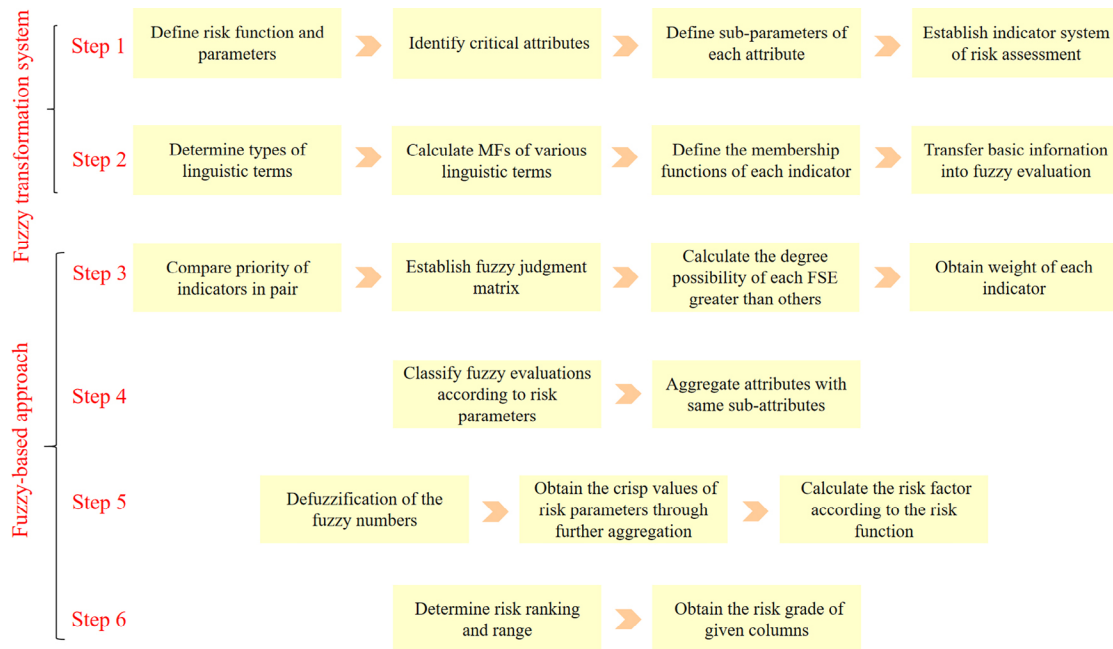 Fuzzy transformation system
Step 1
Define risk function and
parameters
Identify critical attributes
Define sub-parameters of
each attribute
Establish indicator system
of risk assessment
Step 2
Determine types of
linguistic terms
Calculate MFs of various
linguistic terms
Define the membership
functions of each indicator
Transfer basic infornation
into fuzzy evaluation
Fuzzy-based approach
Step 3
Compare priority of
indicators in pair
Establish fuzzy judgment
matrix
Calculate the degree
possibility of each FSE
greater than others
Obtain weight of each
indicator
Step 4
Classify fuzzy evaluations
according to risk
parameters
Aggregate attributes with
same sub-attributes
Step 5
Defuzzification of the
fuzzy numbers
Obtain the crisp values of
risk parameters through
further aggregation
Calculate the risk factor
according to the risk
function
Step 6
Determine risk ranking
and range
Obtain the risk grade of
given columns